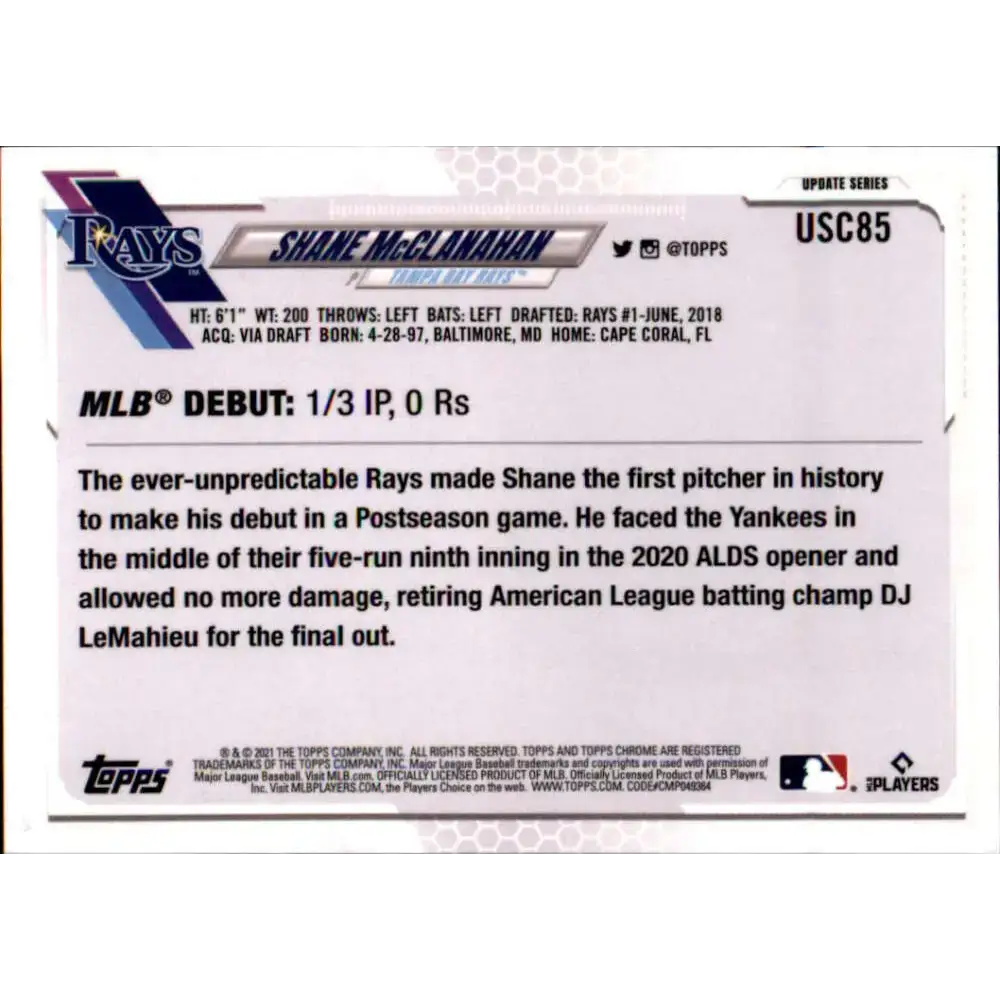 UPDATE SERIES
USC85
RAYS™
SHANE McCLANAHAN
@TOPPS
P TAMPA BAY RAYS™
HT: 6'1" WT: 200 THROWS: LEFT BATS: LEFT DRAFTED: RAYS #1-JUNE, 2018
ACQ: VIA DRAFT BORN: 4-28-97, BALTIMORE, MD HOME: CAPE CORAL, FL
MLB® DEBUT: 1/3 IP, 0 Rs
The ever-unpredictable Rays made Shane the first pitcher in history
to make his debut in a Postseason game. He faced the Yankees in
the middle of their five-run ninth inning in the 2020 ALDS opener and
allowed no more damage, retiring American League batting champ DJ
LeMahieu for the final out.
® & © 2021 THE TOPPS COMPANY, INC. ALL RIGHTS RESERVED. TOPPS AND TOPPS CHROME ARE REGISTERED
TRADEMARKS OF THE TOPPS COMPANY, INC. Major League Baseball trademarks and copyrights are used with permission of
Major League Baseball. Visit MLB.com. OFFICIALLY LICENSED PRODUCT OF MLB. Officially Licensed Product of MLB Players,
Inc. Visit MLBPLAYERS.COM, the Players Choice on the web. WWW.TOPPS.COM. CODE#CMP049364
TOPPS®
MLB PLAYERS